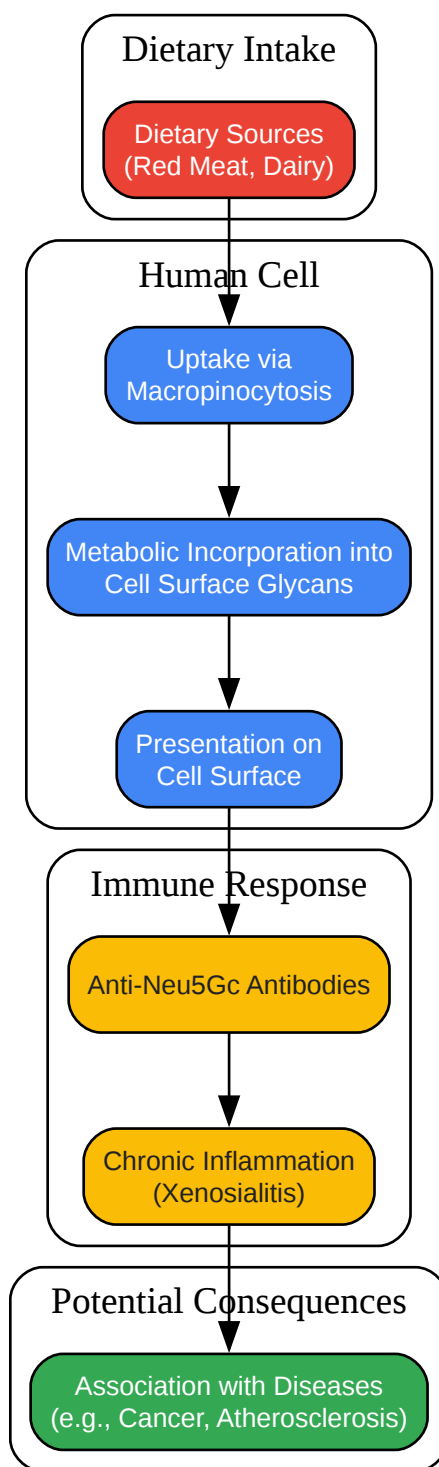 Dietary Intake
Dietary Sources
(Red Meat, Dairy)
Human Cell
Uptake via
Macropinocytosis
Metabolic Incorporation into
Cell Surface Glycans
Presentation on
Cell Surface
Immune Response
Anti-Neu5Gc Antibodies
Chronic Inflammation
(Xenosialitis)
Potential Consequences
Association with Diseases
(e.g., Cancer, Atherosclerosis)